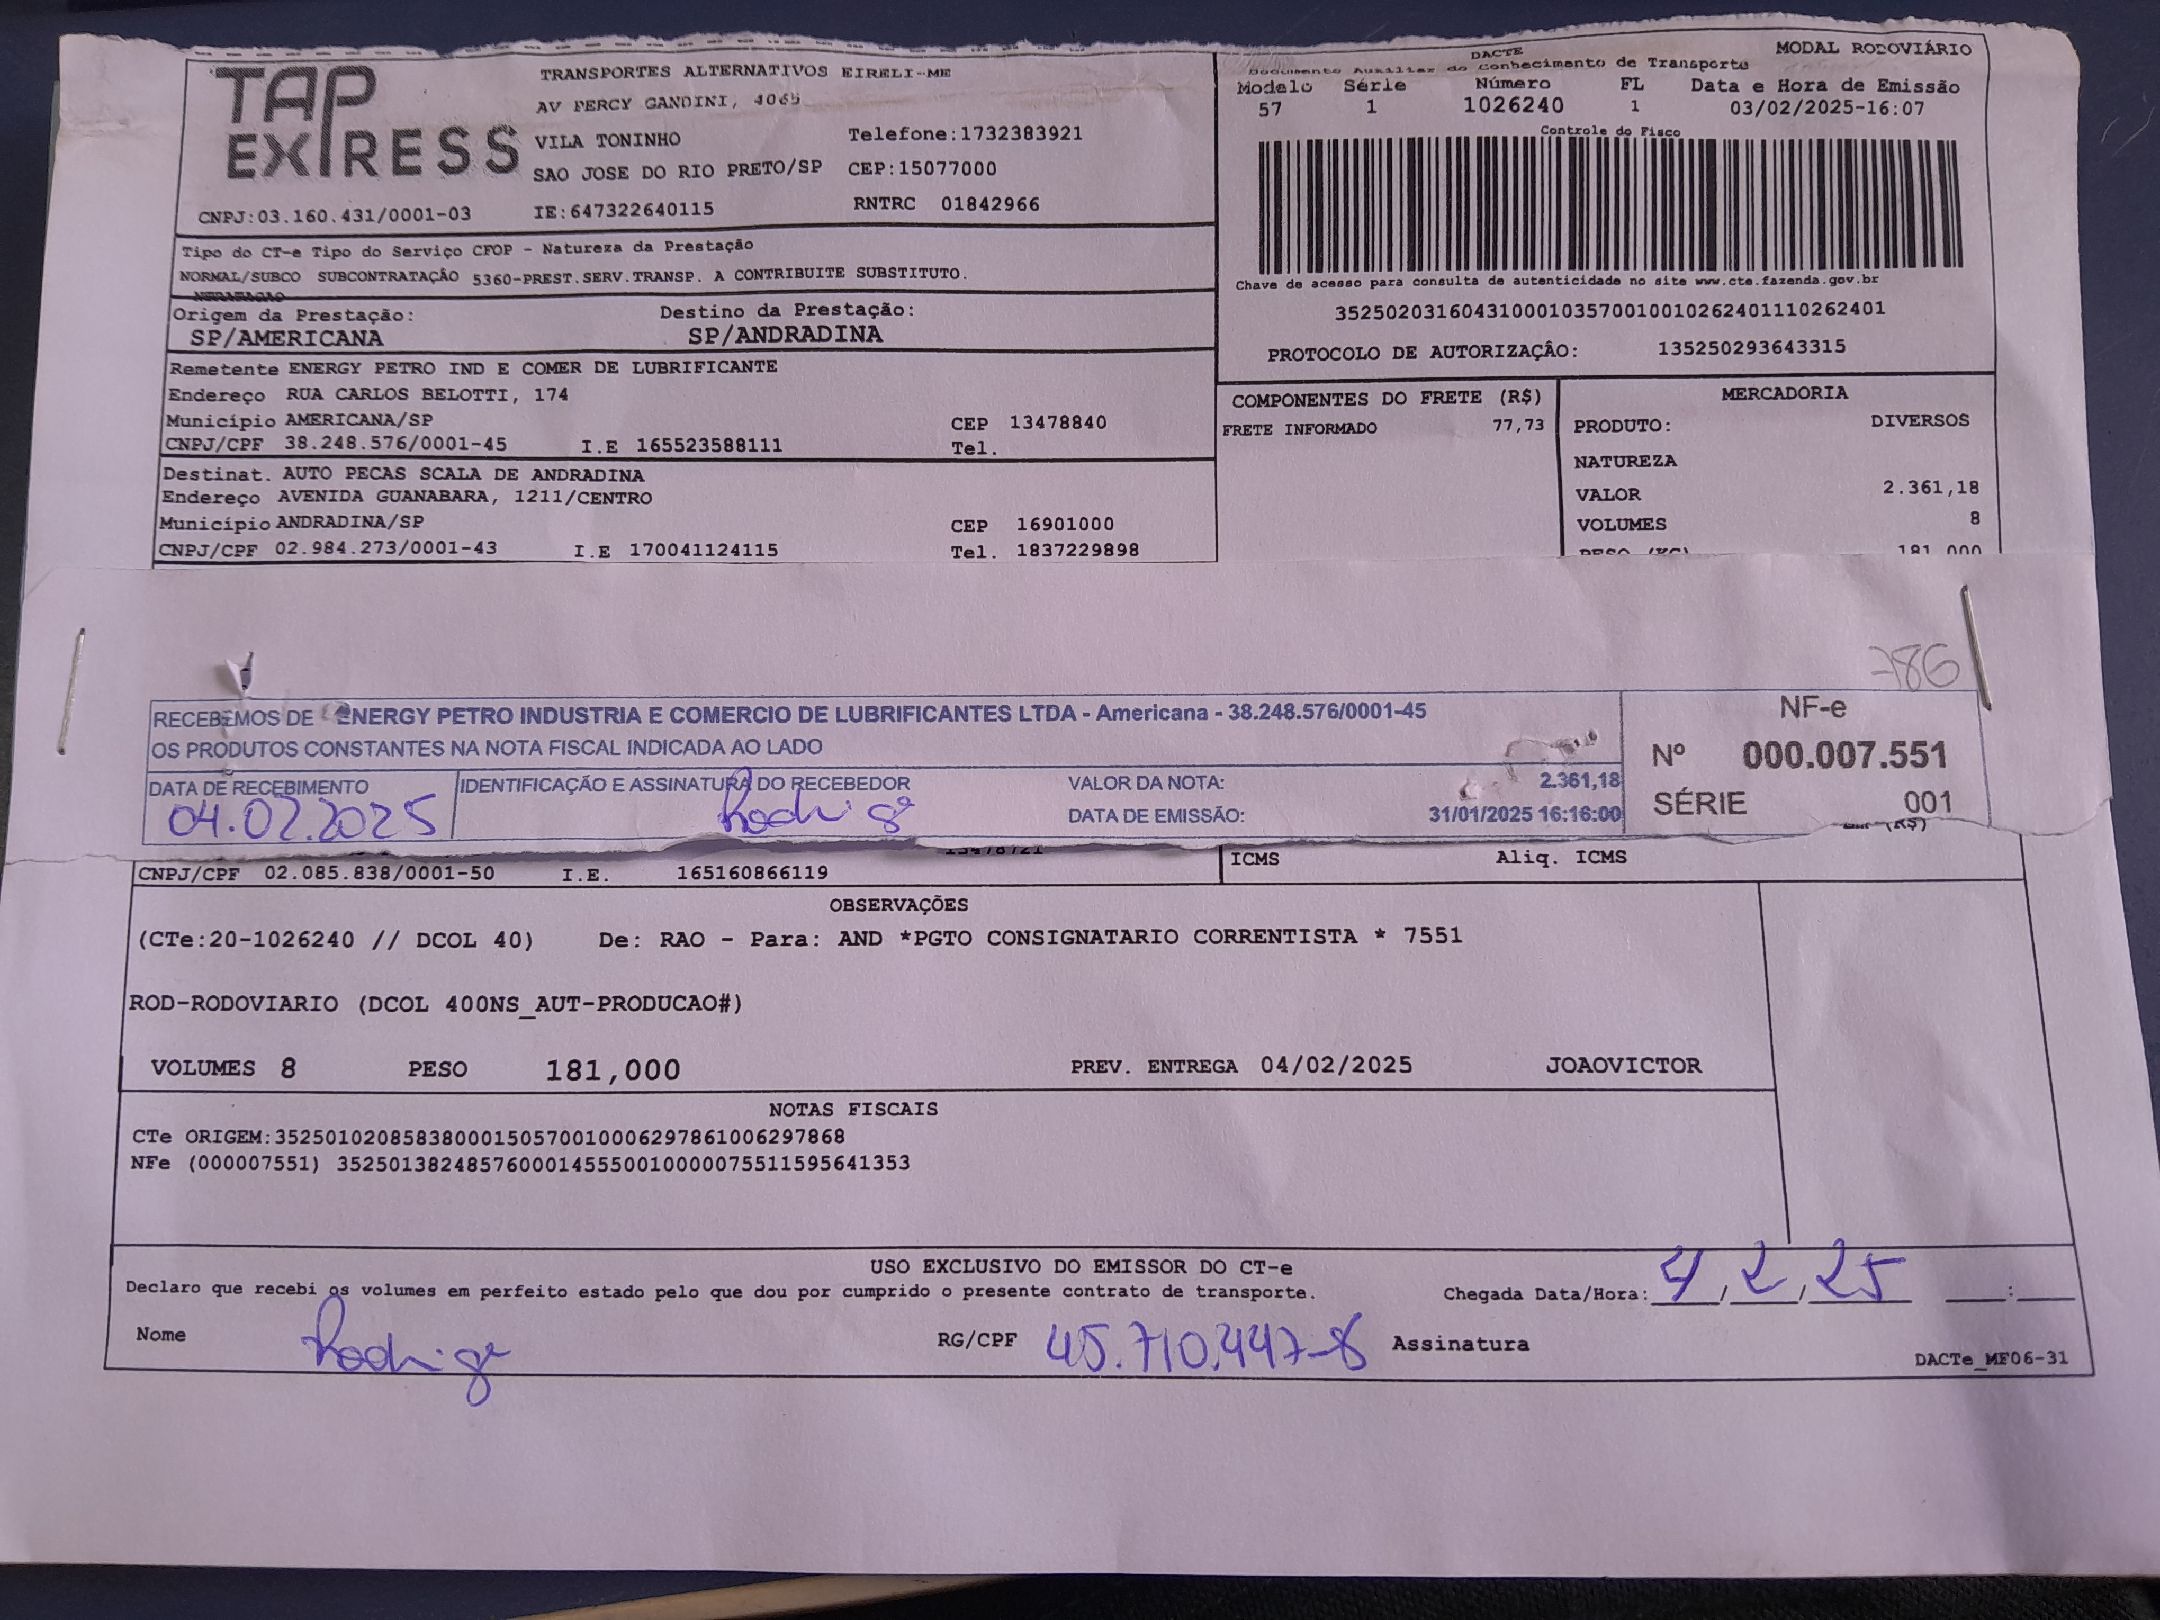 TAP EXPRESS
TRANSPORTES ALTERNATIVOS EIRELI-ME
AV PERCY GANDINI, 4065
VILA TONINHO Telefone:1732383921
SAO JOSE DO RIO PRETO/SP CEP:15077000
CNPJ:03.160.431/0001-03 IE:647322640115 RNTRC 01842966
DACTE MODAL RODOVIÁRIO
Documento Auxiliar do Conhecimento de Transporte
Modelo Série Número FL Data e Hora de Emissão
57 1 1026240 1 03/02/2025-16:07
Controle do Fisco
Chave de acesso para consulta de autenticidade no site www.cte.fazenda.gov.br
35250203160431000103570010010262401110262401
PROTOCOLO DE AUTORIZAÇÂO: 135250293643315
Tipo do CT-e Tipo do Serviço CFOP - Natureza da Prestação
NORMAL/SUBCO SUBCONTRATAÇÂO 5360-PREST.SERV.TRANSP. A CONTRIBUITE SUBSTITUTO.
NTRATACAO
Origem da Prestação: Destino da Prestação:
SP/AMERICANA SP/ANDRADINA
Remetente ENERGY PETRO IND E COMER DE LUBRIFICANTE
Endereço RUA CARLOS BELOTTI, 174
Município AMERICANA/SP CEP 13478840
CNPJ/CPF 38.248.576/0001-45 I.E 165523588111 Tel.
Destinat. AUTO PECAS SCALA DE ANDRADINA
Endereço AVENIDA GUANABARA, 1211/CENTRO
Município ANDRADINA/SP CEP 16901000
CNPJ/CPF 02.984.273/0001-43 I.E 170041124115 Tel. 1837229898
COMPONENTES DO FRETE (R$)
FRETE INFORMADO 77,73
MERCADORIA
PRODUTO: DIVERSOS
NATUREZA
VALOR 2.361,18
VOLUMES 8
PESO (KG) 181,000
786
RECEBEMOS DE ENERGY PETRO INDUSTRIA E COMERCIO DE LUBRIFICANTES LTDA - Americana - 38.248.576/0001-45
OS PRODUTOS CONSTANTES NA NOTA FISCAL INDICADA AO LADO
DATA DE RECEBIMENTO IDENTIFICAÇÃO E ASSINATURA DO RECEBEDOR VALOR DA NOTA: 2.361,18
04.02.2025 Rodrigo DATA DE EMISSÃO: 31/01/2025 16:16:00
NF-e
Nº 000.007.551
SÉRIE 001
(R$)
CNPJ/CPF 02.085.838/0001-50 I.E. 165160866119
ICMS Aliq. ICMS
OBSERVAÇÕES
(CTe:20-1026240 // DCOL 40) De: RAO - Para: AND *PGTO CONSIGNATARIO CORRENTISTA * 7551
ROD-RODOVIARIO (DCOL 400NS_AUT-PRODUCAO#)
VOLUMES 8 PESO 181,000 PREV. ENTREGA 04/02/2025 JOAOVICTOR
NOTAS FISCAIS
CTe ORIGEM:35250102085838000150570010006297861006297868
NFe (000007551) 35250138248576000145550010000075511595641353
USO EXCLUSIVO DO EMISSOR DO CT-e
Declaro que recebi os volumes em perfeito estado pelo que dou por cumprido o presente contrato de transporte. Chegada Data/Hora: 4/2/25 :
Nome Rodrigo RG/CPF 45.710.447-8 Assinatura
DACTe_MF06-31